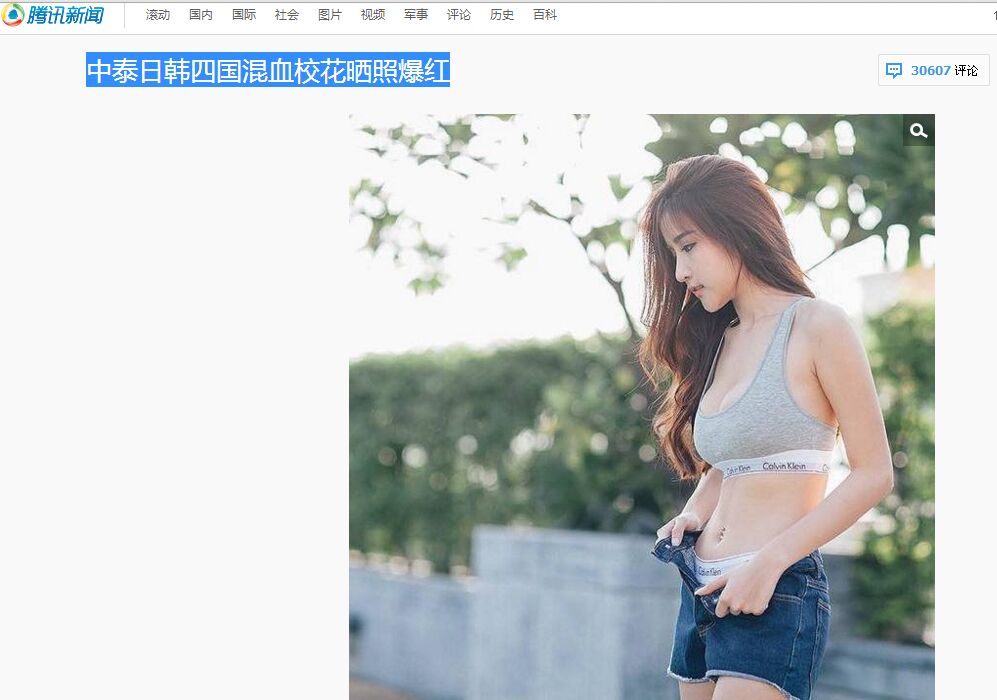 腾讯新闻
滚动 国内 国际 社会 图片 视频 军事 评论 历史 百科
中泰日韩四国混血校花晒照爆红
30607 评论
Calvin Klein Calvin Klein
Calvin Klein